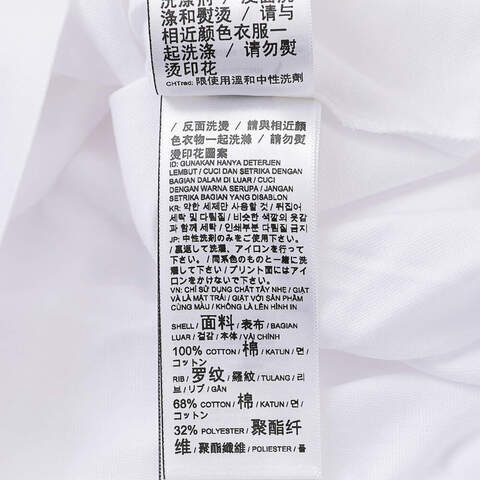 涤和熨烫 / 请与
相近颜色衣服一
起洗涤 / 请勿熨
烫印花
CHTrad: 限使用溫和中性洗劑
/ 反面洗燙 / 請與相近顏
色衣物一起洗滌 / 請勿熨
燙印花圖案
ID: GUNAKAN HANYA DETERJEN
LEMBUT / CUCI DAN SETRIKA DENGAN
BAGIAN DALAM DI LUAR / CUCI
DENGAN WARNA SERUPA / JANGAN
SETRIKA BAGIAN YANG DISABLON
KR: 약한 세제만 사용할 것 / 뒤집어
세탁 및 다림질 / 비슷한 색깔의 옷감
과 함께 세탁 / 인쇄부분 다림질 금지
JP: 中性洗剤のみをご使用下さい。
/ 裏返して洗濯、アイロンを行って
下さい。/ 同系色のものと一緒に洗
濯して下さい。/ プリント面にはアイ
ロンをかけないで下さい。
VN: CHỈ SỬ DỤNG CHẤT TẨY NHẸ / GIẶT
VÀ LÀ MẶT TRÁI / GIẶT VỚI SẢN PHẨM
CÙNG MÀU / KHÔNG LÀ LÊN HÌNH IN
SHELL / 面料 / 表布 / BAGIAN
LUAR / 겉감 / 本体 / VẢI CHÍNH
100% COTTON / 棉 / KATUN / 면 /
コットン
RIB / 罗纹 / 羅紋 / TULANG / 리
브 / リブ / GÂN
68% COTTON / 棉 / KATUN / 면 /
コットン
32% POLYESTER / 聚酯纤
维 / 聚酯纖維 / POLIESTER / 폴